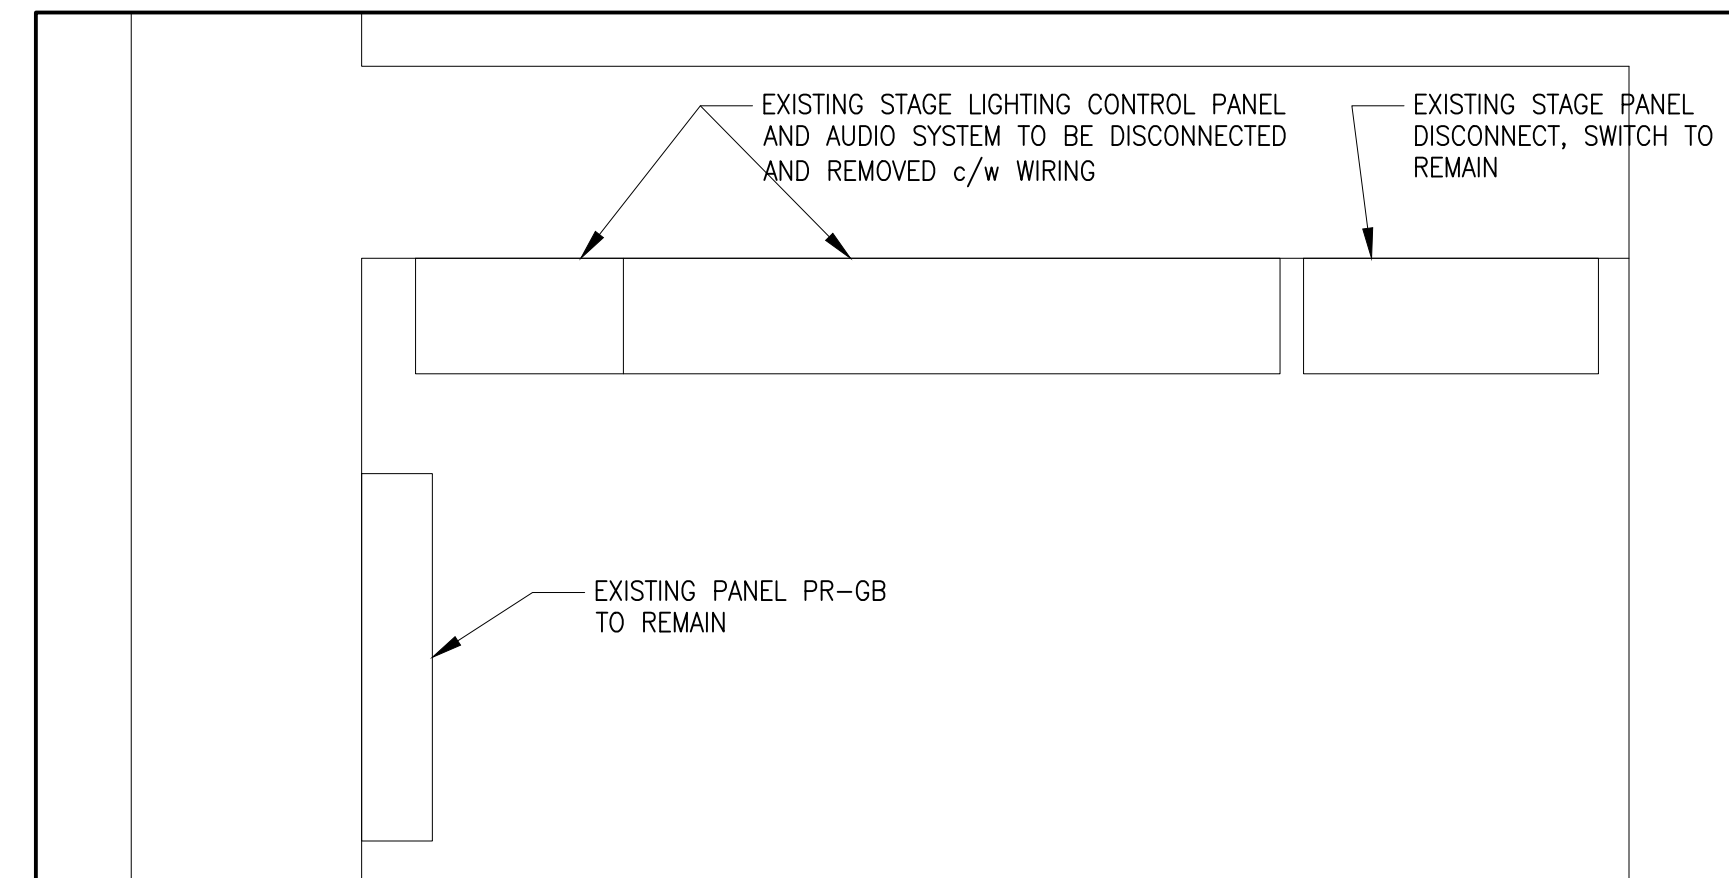 EXISTING STAGE LIGHTING CONTROL PANEL
AND AUDIO SYSTEM TO BE DISCONNECTED
AND REMOVED c/w WIRING
EXISTING STAGE PANEL
DISCONNECT, SWITCH TO
REMAIN
EXISTING PANEL PR-GB
TO REMAIN